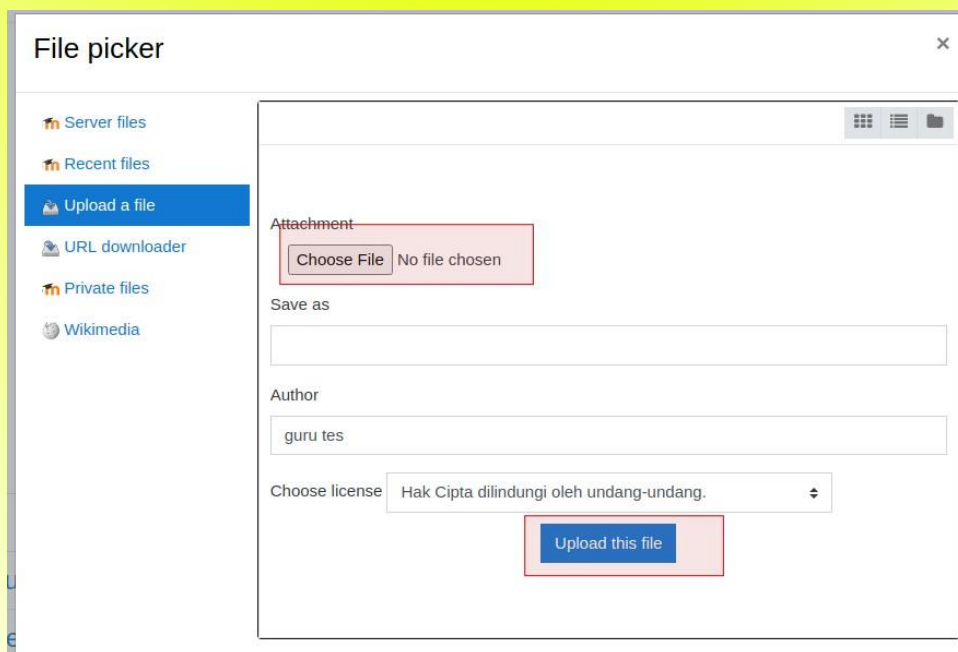 File picker
×
Server files
Recent files
Upload a file
URL downloader
Private files
Wikimedia
Attachment
Choose File No file chosen
Save as
Author
guru tes
Choose license Hak Cipta dilindungi oleh undang-undang.
Upload this file